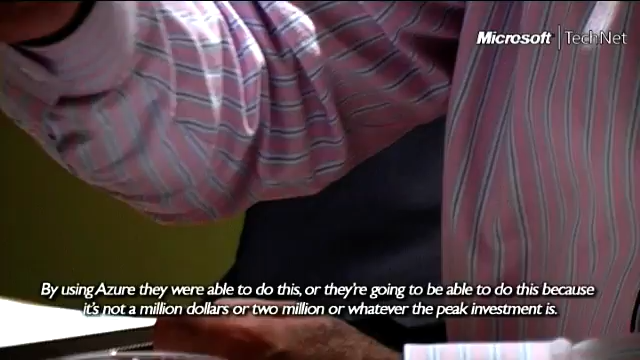 Microsoft | TechNet
By using Azure they were able to do this, or they're going to be able to do this because
it's not a million dollars or two million or whatever the peak investment is.